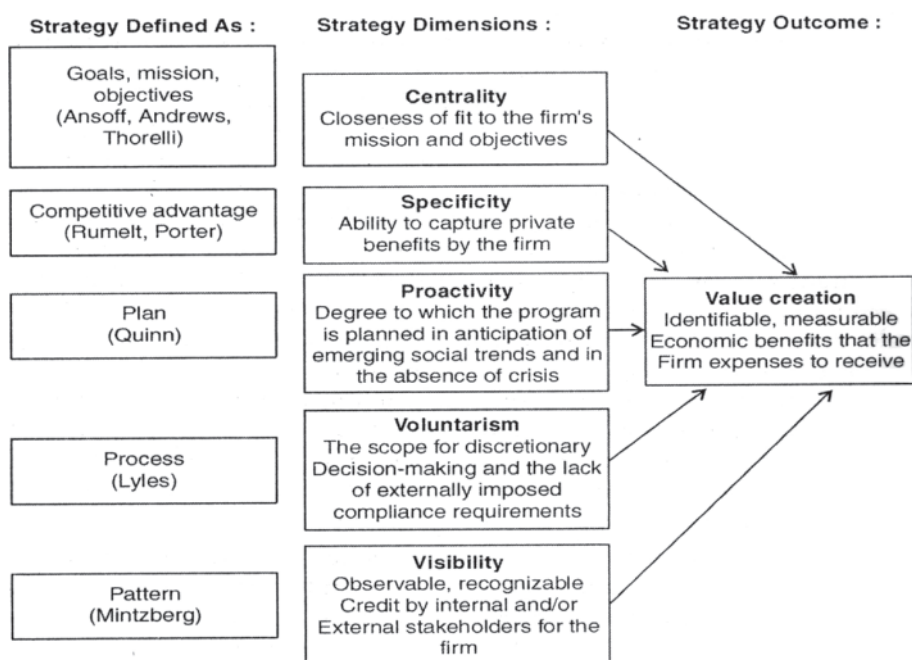 Strategy Defined As :
Strategy Dimensions :
Strategy Outcome :
Goals, mission,
objectives
(Ansoff, Andrews,
Thorelli)
Centrality
Closeness of fit to the firm's
mission and objectives
Competitive advantage
(Rumelt, Porter)
Specificity
Ability to capture private
benefits by the firm
Plan
(Quinn)
Proactivity
Degree to which the program
is planned in anticipation of
emerging social trends and in
the absence of crisis
Value creation
Identifiable, measurable
Economic benefits that the
Firm expenses to receive
Process
(Lyles)
Voluntarism
The scope for discretionary
Decision-making and the lack
of externally imposed
compliance requirements
Pattern
(Mintzberg)
Visibility
Observable, recognizable
Credit by internal and/or
External stakeholders for the
firm